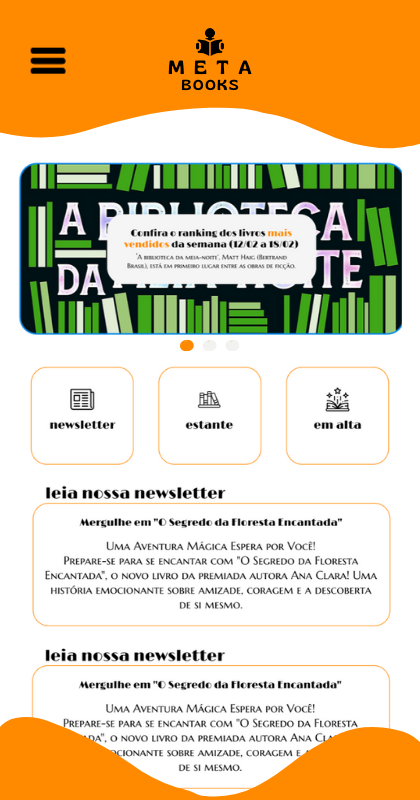 META
BOOKS
A BIBLIOTECA
DA MEIA-NOITE
Confira o ranking dos livros mais
vendidos da semana (12/02 a 18/02)
'A biblioteca da meia-noite', Matt Haig (Bertrand
Brasil), está em primeiro lugar entre as obras de ficção.
newsletter
estante
em alta
leia nossa newsletter
Mergulhe em "O Segredo da Floresta Encantada"
Uma Aventura Mágica Espera por Você!
Prepare-se para se encantar com "O Segredo da Floresta
Encantada", o novo livro da premiada autora Ana Clara! Uma
história emocionante sobre amizade, coragem e a descoberta
de si mesmo.
leia nossa newsletter
Mergulhe em "O Segredo da Floresta Encantada"
Uma Aventura Mágica Espera por Você!
Prepare-se para se encantar com "O Segredo da Floresta
ada", o novo livro da premiada autora Ana Cla
ocionante sobre amizade, coragem e a
de si mesmo.